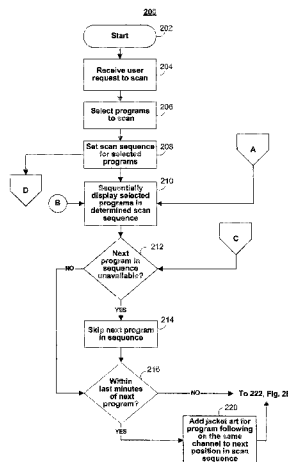 200
Start
202
Receive user
request to scan
204
Select programs
to scan
206
Set scan sequence
for selected
programs
208
A
D
B
Sequentially
display selected
programs in
determined scan
sequence
210
C
Next
program in
sequence
unavailable?
212
NO
YES
Skip next program
in sequence
214
Within
last minutes of
next program?
216
NO
To 222, Fig. 2B
YES
Add jacket art for
program following
on the same
channel to next
position in scan
sequence
220